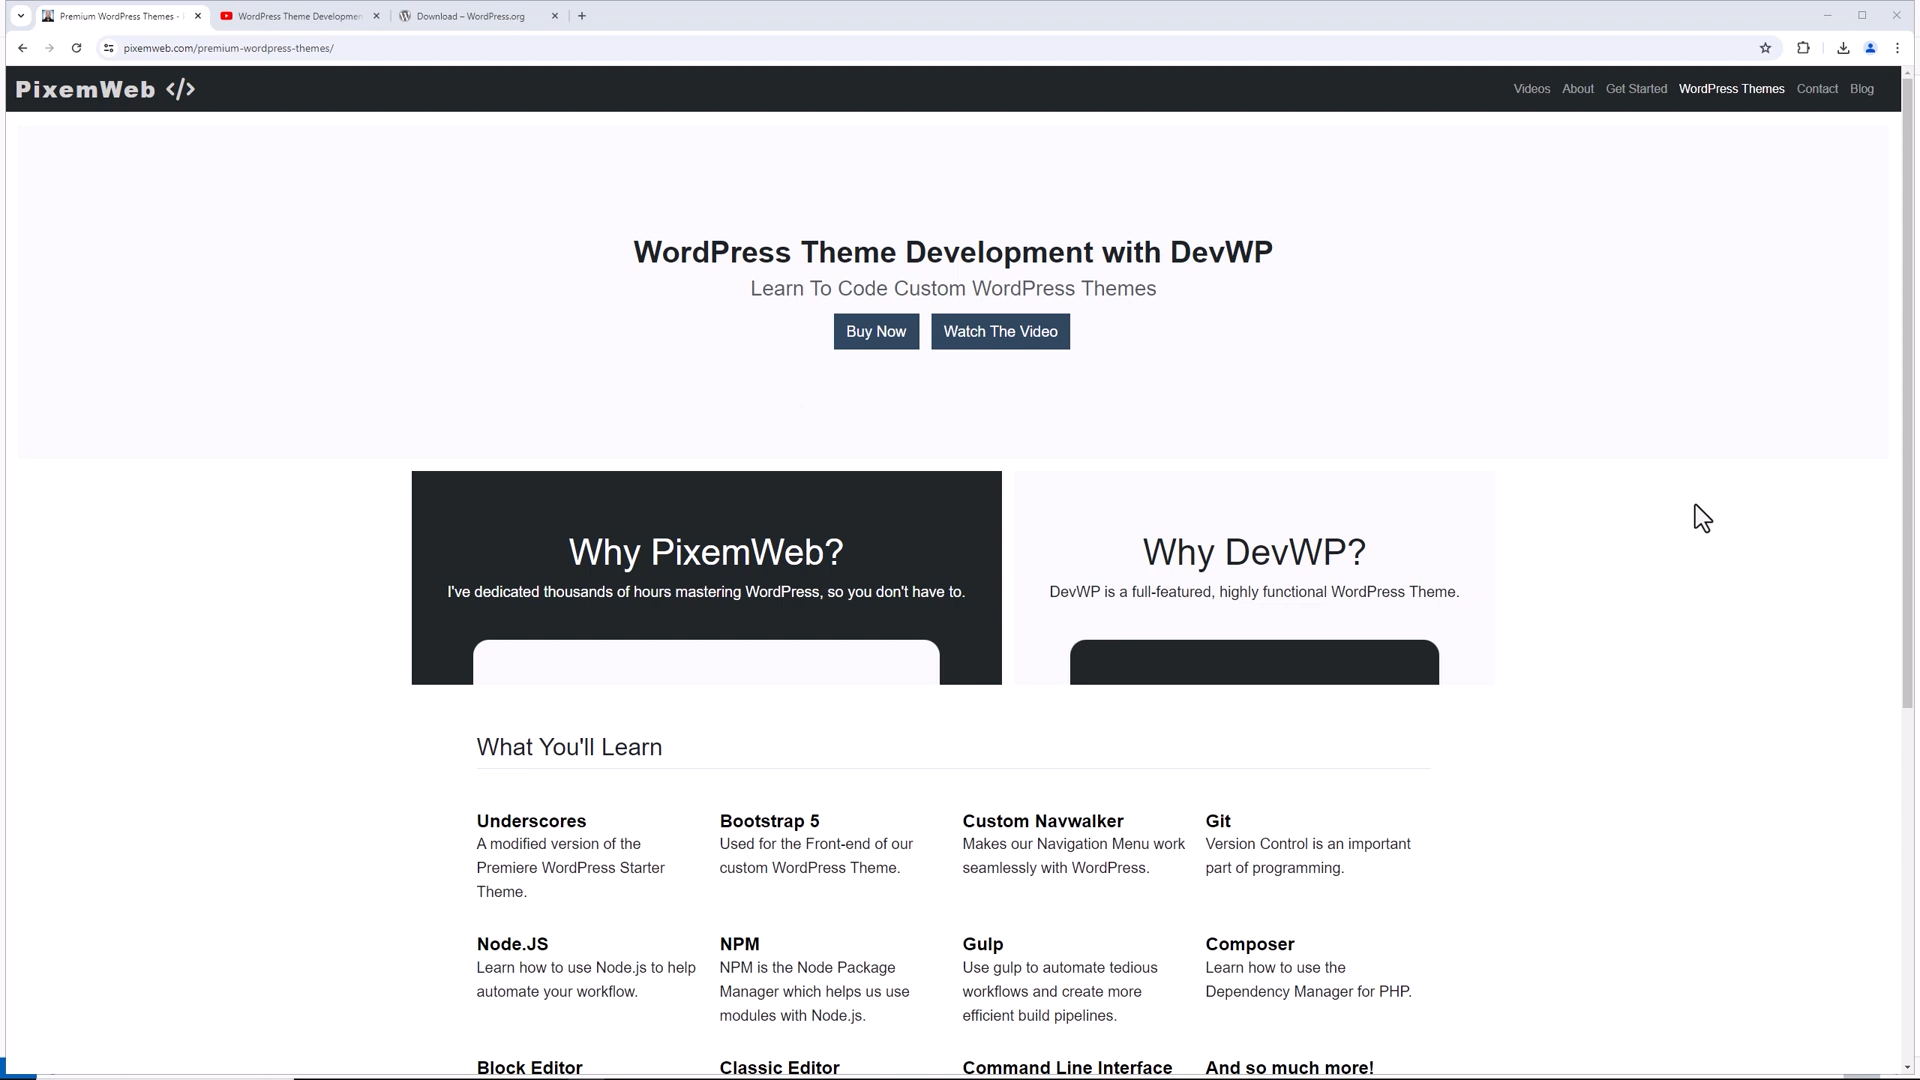 Premium WordPress Themes -
WordPress Theme Developmen
Download – WordPress.org
pixemweb.com/premium-wordpress-themes/
PixemWeb </>
Videos About Get Started WordPress Themes Contact Blog
WordPress Theme Development with DevWP
Learn To Code Custom WordPress Themes
Buy Now
Watch The Video
Why PixemWeb?
I've dedicated thousands of hours mastering WordPress, so you don't have to.
Why DevWP?
DevWP is a full-featured, highly functional WordPress Theme.
What You'll Learn
Underscores
A modified version of the
Premiere WordPress Starter
Theme.
Bootstrap 5
Used for the Front-end of our
custom WordPress Theme.
Custom Navwalker
Makes our Navigation Menu work
seamlessly with WordPress.
Git
Version Control is an important
part of programming.
Node.JS
Learn how to use Node.js to help
automate your workflow.
NPM
NPM is the Node Package
Manager which helps us use
modules with Node.js.
Gulp
Use gulp to automate tedious
workflows and create more
efficient build pipelines.
Composer
Learn how to use the
Dependency Manager for PHP.
Block Editor
Classic Editor
Command Line Interface
And so much more!